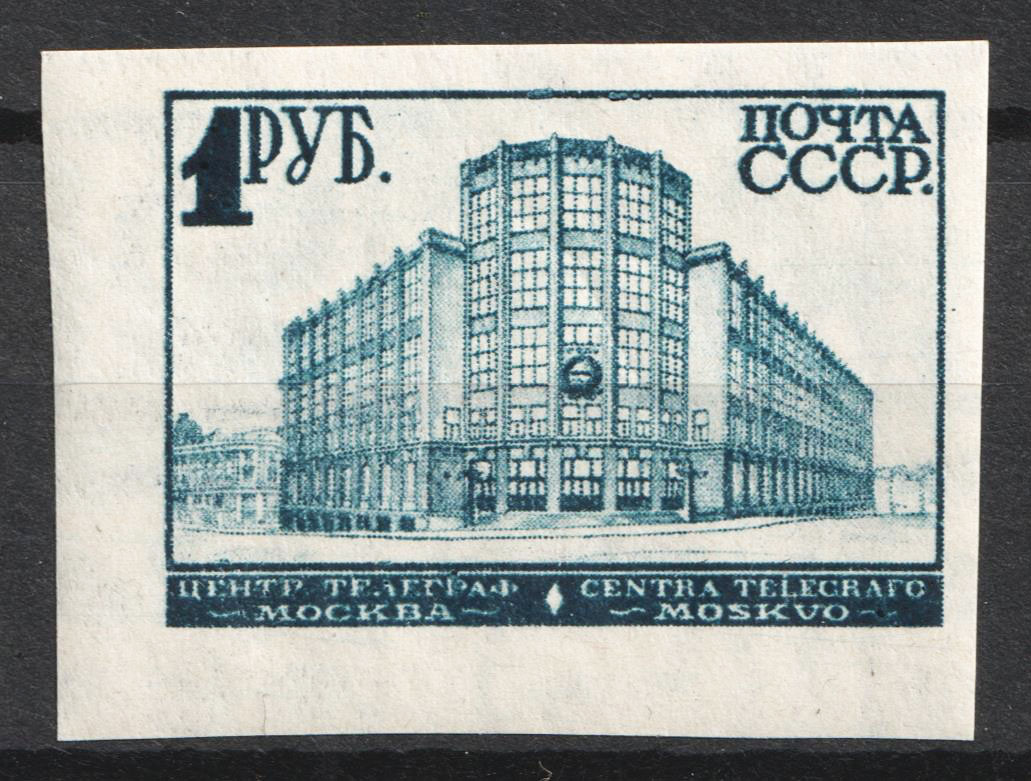 1 РУБ.
ПОЧТА
СССР.
ЦЕНТР. ТЕЛЕГРАФ
МОСКВА
CENTRA TELEGRAFO
MOSKVO